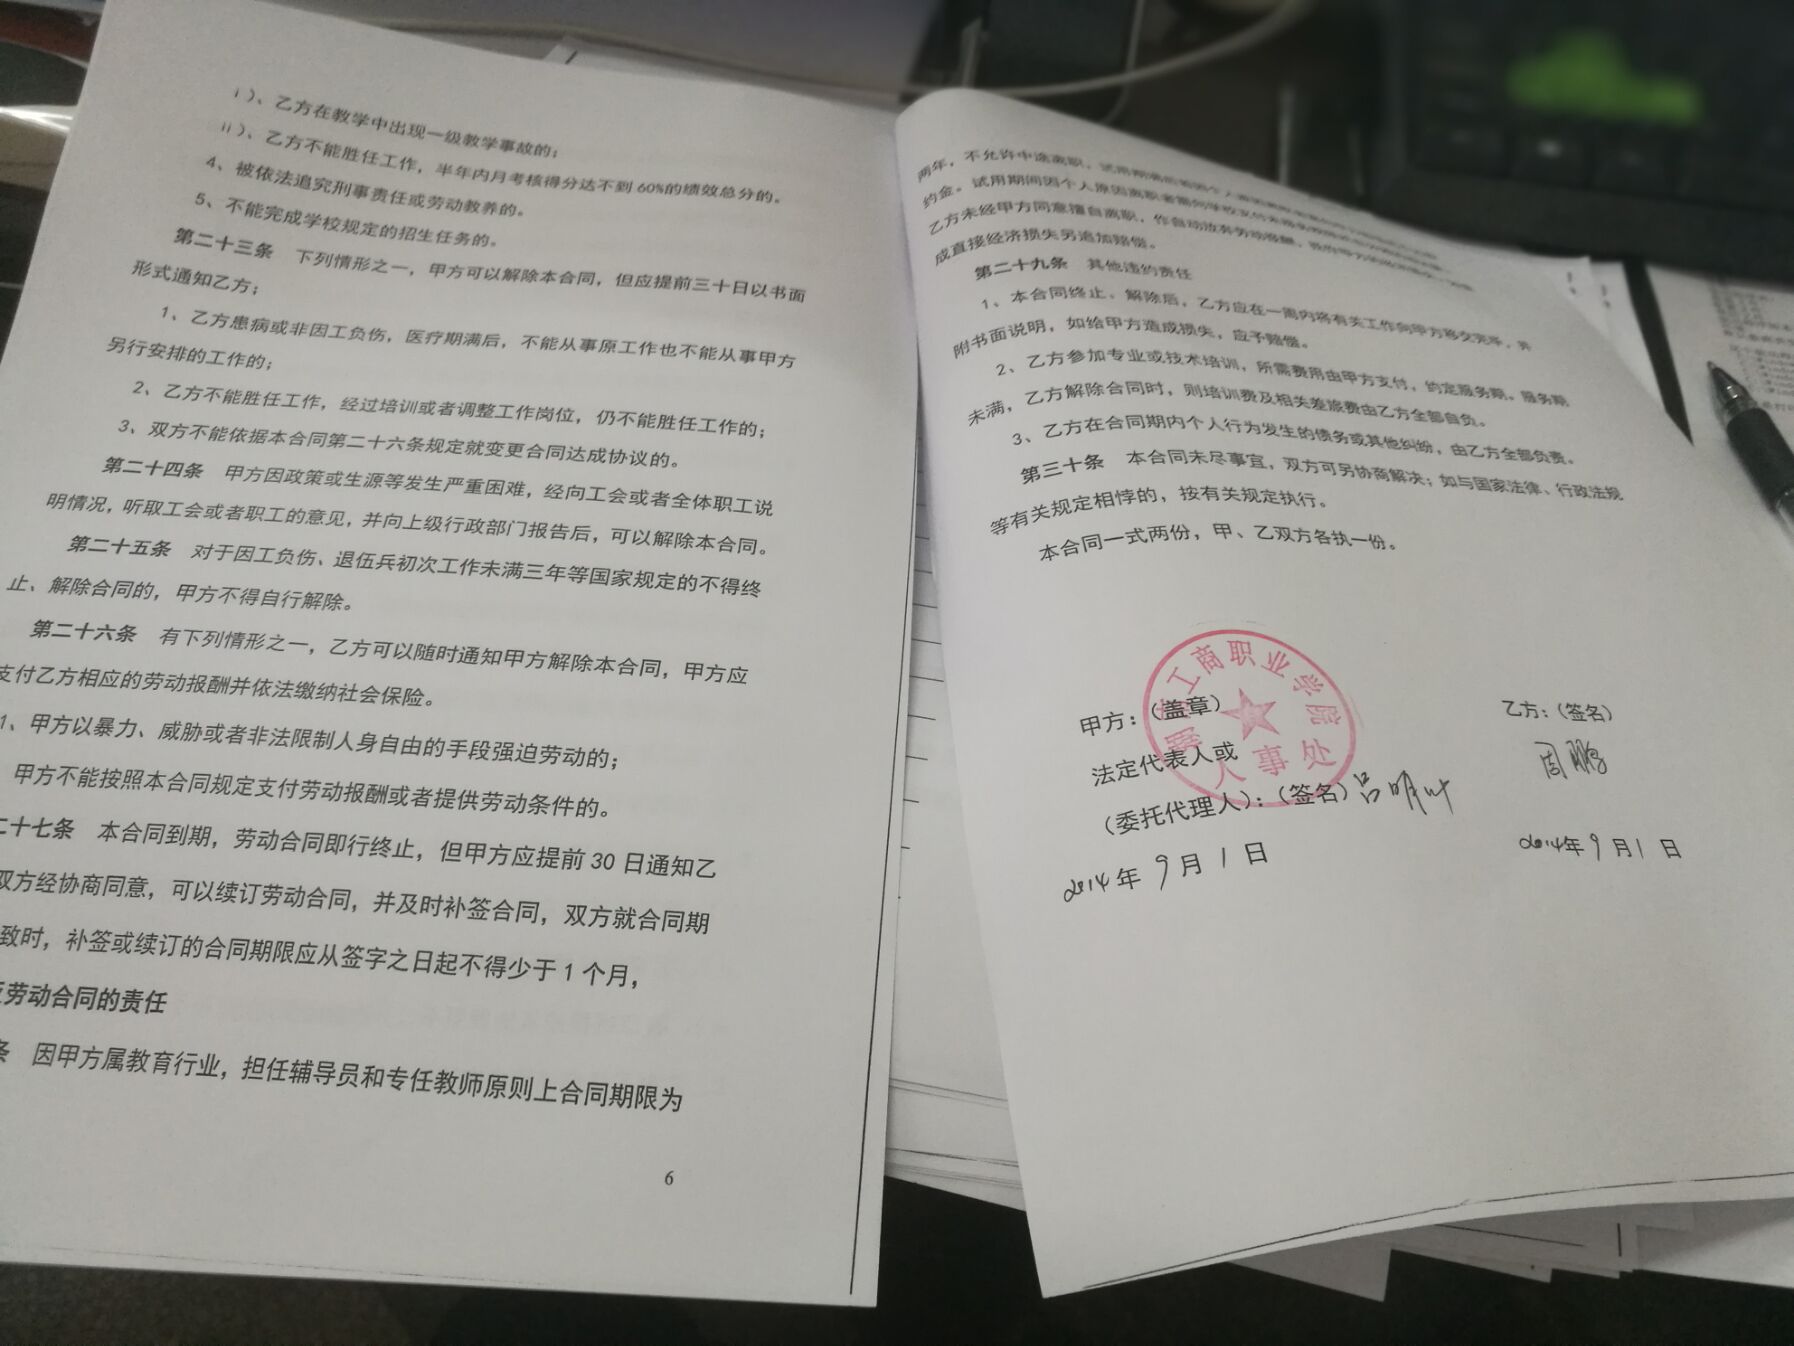 i)、乙方在教学中出现一级教学事故的；
ii)、乙方不能胜任工作，半年内月考核得分达不到60%的绩效总分的。
4、被依法追究刑事责任或劳动教养的。
5、不能完成学校规定的招生任务的。
第二十三条 下列情形之一，甲方可以解除本合同，但应提前三十日以书面
形式通知乙方；
1、乙方患病或非因工负伤，医疗期满后，不能从事原工作也不能从事甲方
另行安排的工作的；
2、乙方不能胜任工作，经过培训或者调整工作岗位，仍不能胜任工作的；
3、双方不能依据本合同第二十六条规定就变更合同达成协议的。
第二十四条 甲方因政策或生源等发生严重困难，经向工会或者全体职工说
明情况，听取工会或者职工的意见，并向上级行政部门报告后，可以解除本合同。
第二十五条 对于因工负伤、退伍兵初次工作未满三年等国家规定的不得终
止、解除合同的，甲方不得自行解除。
第二十六条 有下列情形之一，乙方可以随时通知甲方解除本合同，甲方应
支付乙方相应的劳动报酬并依法缴纳社会保险。
1、甲方以暴力、威胁或者非法限制人身自由的手段强迫劳动的；
甲方不能按照本合同规定支付劳动报酬或者提供劳动条件的。
二十七条 本合同到期，劳动合同即行终止，但甲方应提前30日通知乙
双方经协商同意，可以续订劳动合同，并及时补签合同，双方就合同期
致时，补签或续订的合同期限应从签字之日起不得少于1个月，
劳动合同的责任
条 因甲方属教育行业，担任辅导员和专任教师原则上合同期限为
6
两年，不允许中途离职，试用期满后
约金。试用期间因个人原因离职者需向学校支付
乙方未经甲方同意擅自离职，作自动放弃劳动报酬，
成直接经济损失另追加赔偿。
第二十九条 其他违约责任
1、本合同终止、解除后，乙方应在一周内将有关工作向甲方移交完毕，并
附书面说明，如给甲方造成损失，应予赔偿。
2、乙方参加专业或技术培训，所需费用由甲方支付，约定服务期。服务期
未满，乙方解除合同时，则培训费及相关差旅费由乙方全部自负。
3、乙方在合同期内个人行为发生的债务或其他纠纷，由乙方全部负责。
第三十条 本合同未尽事宜，双方可另协商解决；如与国家法律、行政法规
等有关规定相悖的，按有关规定执行。
本合同一式两份，甲、乙双方各执一份。
工商职业学院
人事处
甲方：（盖章） 乙方：（签名）
法定代表人或 周鹏
（委托代理人）：（签名）吕明叶
2014年9月1日 2014年9月1日